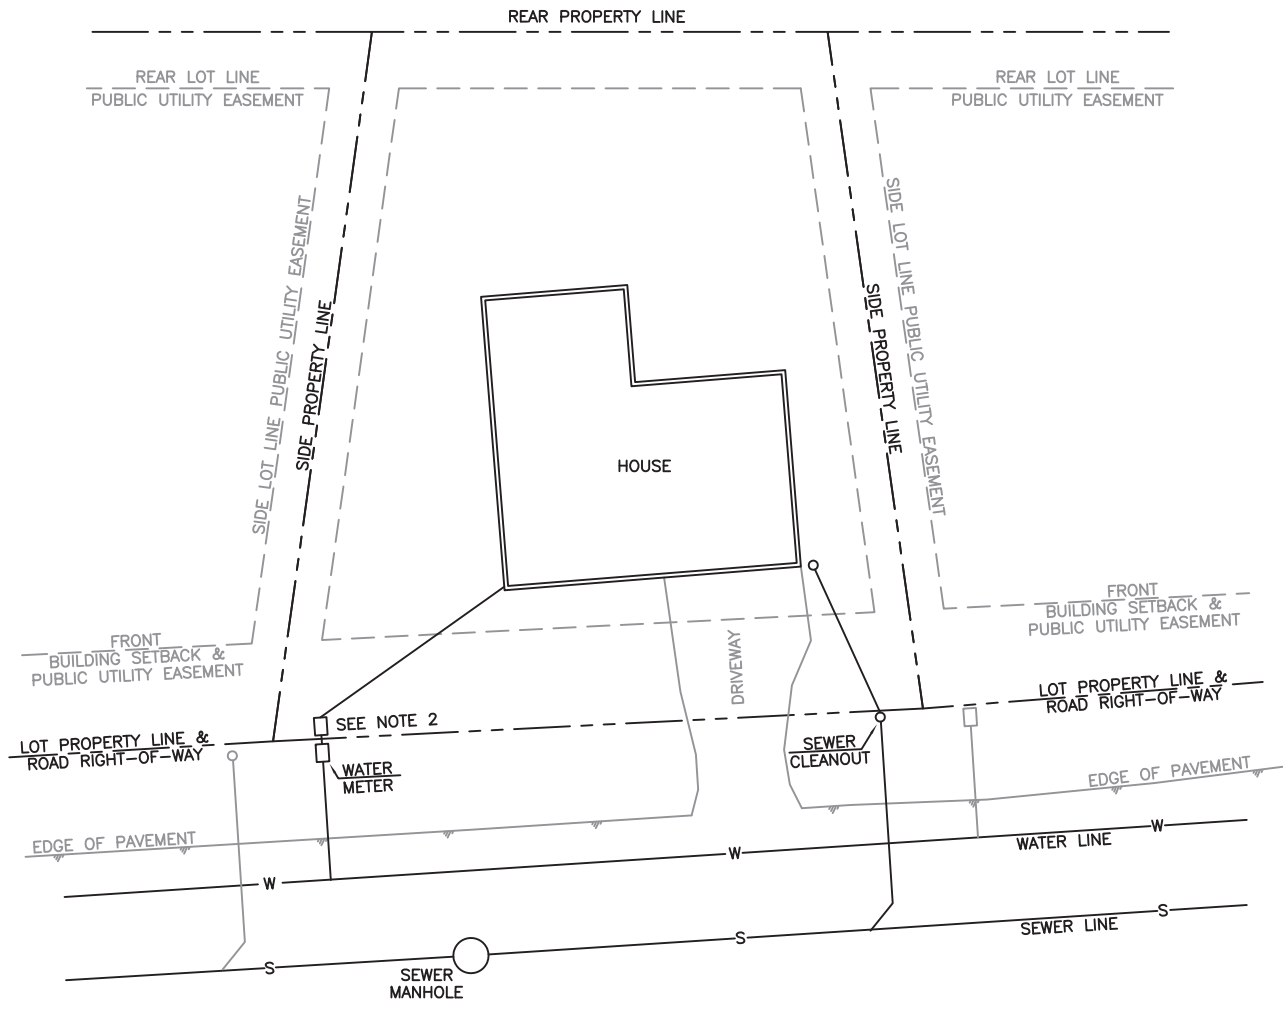 REAR PROPERTY LINE
REAR LOT LINE
PUBLIC UTILITY EASEMENT
REAR LOT LINE
PUBLIC UTILITY EASEMENT
SIDE LOT LINE PUBLIC UTILITY EASEMENT
SIDE PROPERTY LINE
SIDE PROPERTY LINE
SIDE LOT LINE PUBLIC UTILITY EASEMENT
HOUSE
FRONT
BUILDING SETBACK &
PUBLIC UTILITY EASEMENT
FRONT
BUILDING SETBACK &
PUBLIC UTILITY EASEMENT
DRIVEWAY
LOT PROPERTY LINE &
ROAD RIGHT-OF-WAY
SEE NOTE 2
LOT PROPERTY LINE &
ROAD RIGHT-OF-WAY
WATER
METER
SEWER
CLEANOUT
EDGE OF PAVEMENT
EDGE OF PAVEMENT
W
W
W
WATER LINE
S
S
S
SEWER LINE
SEWER
MANHOLE